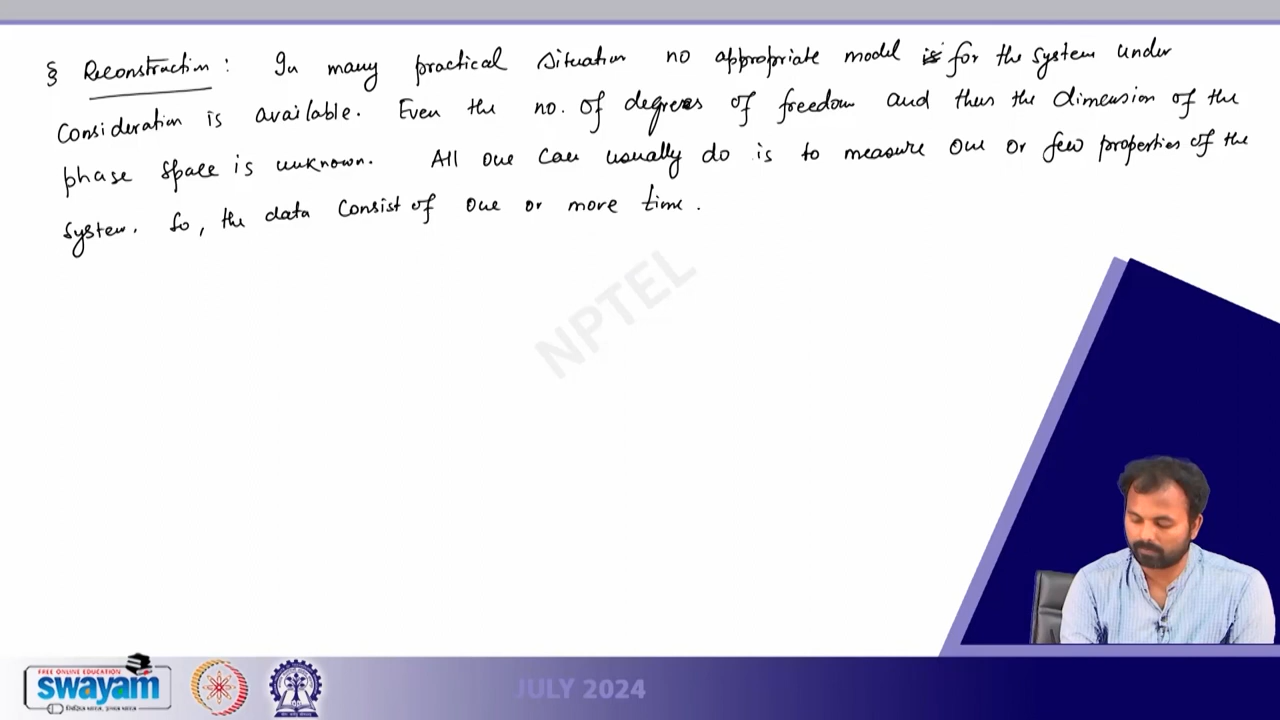 § Reconstruction : In many practical situation no appropriate model is for the system under
consideration is available. Even the no. of degrees of freedom and thus the dimension of the
phase space is unknown. All one can usually do is to measure one or few properties of the
system. So, the data consist of one or more time.
NPTEL
FREE ONLINE EDUCATION
swayam
JULY 2024